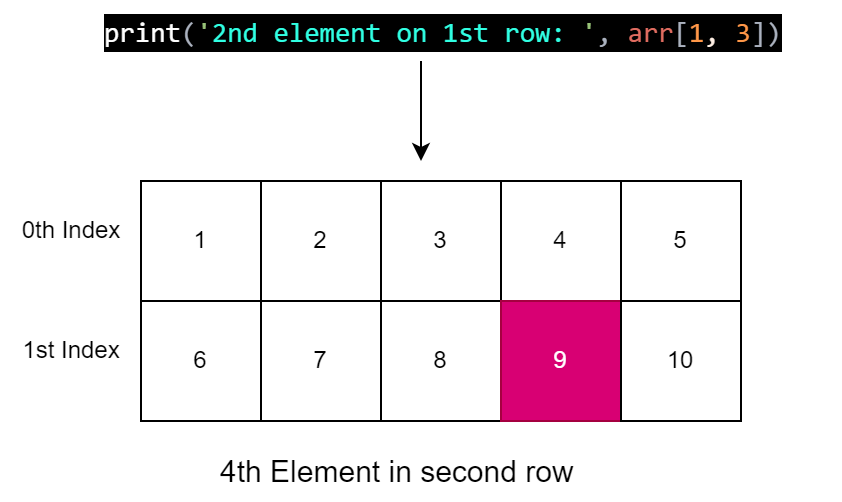 print('2nd element on 1st row: ', arr[1, 3])
0th Index 1 2 3 4 5
1st Index 6 7 8 9 10
4th Element in second row